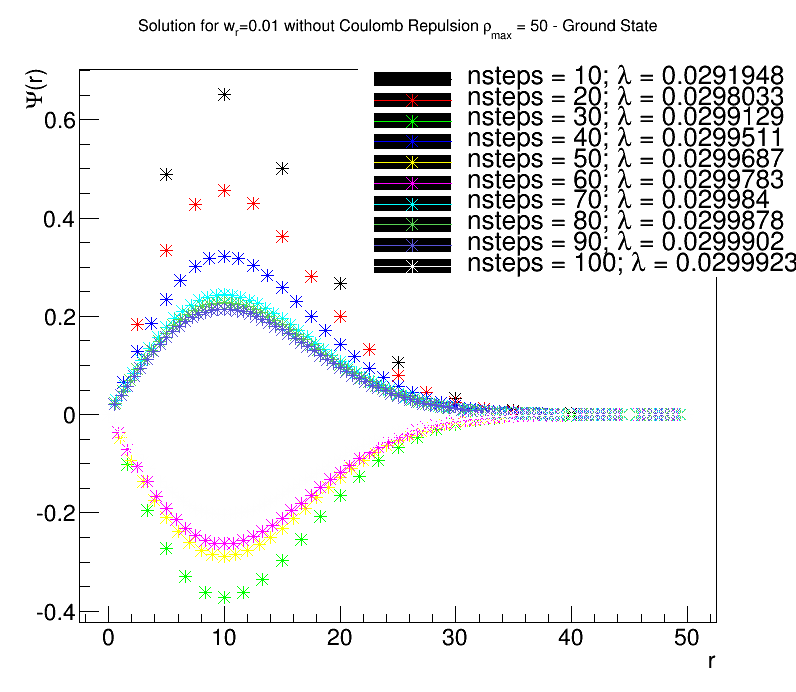 Solution for wr=0.01 without Coulomb Repulsion ρmax = 50 - Ground State
Ψ(r)
nsteps = 10; λ = 0.0291948
nsteps = 20; λ = 0.0298033
nsteps = 30; λ = 0.0299129
nsteps = 40; λ = 0.0299511
nsteps = 50; λ = 0.0299687
nsteps = 60; λ = 0.0299783
nsteps = 70; λ = 0.029984
nsteps = 80; λ = 0.0299878
nsteps = 90; λ = 0.0299902
nsteps = 100; λ = 0.0299923
0.6
0.4
0.2
0
-0.2
-0.4
0 10 20 30 40 50
r